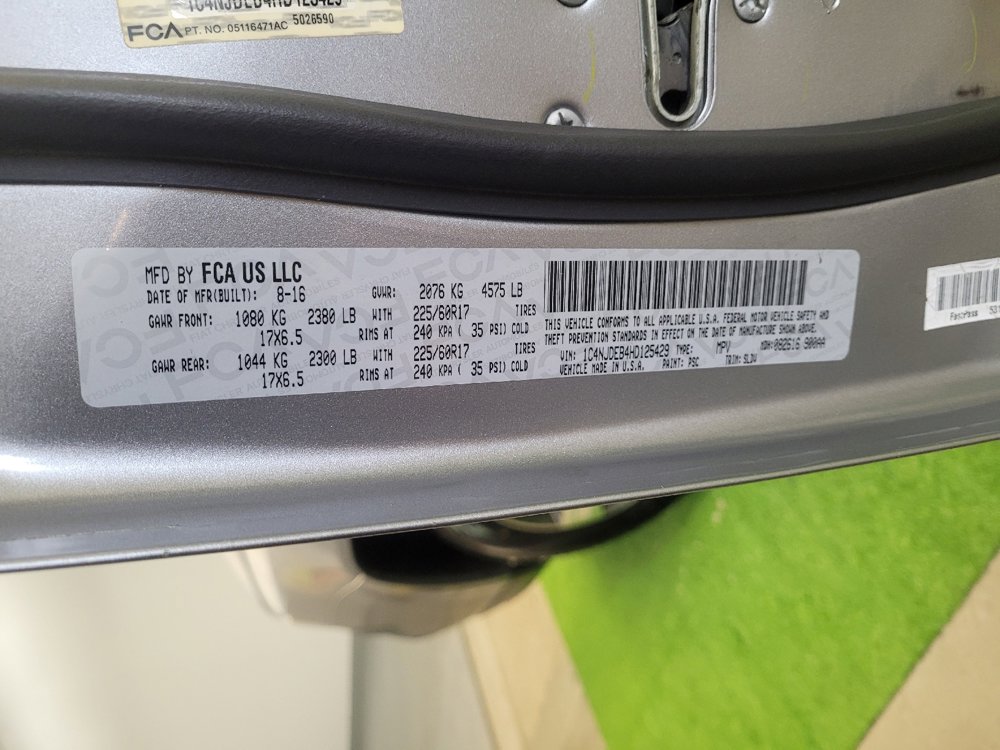 FCA PT. NO. 05116471AC 5026590
MFD BY FCA US LLC
DATE OF MFR(BUILT): 8-16 GVWR: 2076 KG 4575 LB
GAWR FRONT: 1080 KG 2380 LB WITH 225/60R17 TIRES
17X6.5 RIMS AT 240 KPA ( 35 PSI) COLD
GAWR REAR: 1044 KG 2300 LB WITH 225/60R17 TIRES
17X6.5 RIMS AT 240 KPA ( 35 PSI) COLD
THIS VEHICLE CONFORMS TO ALL APPLICABLE U.S.A. FEDERAL MOTOR VEHICLE SAFETY AND
THEFT PREVENTION STANDARDS IN EFFECT ON THE DATE OF MANUFACTURE SHOWN ABOVE.
VIN: 1C4NJDEB4HD125429 TYPE: MPV MDH: 082616 900AA
VEHICLE MADE IN U.S.A. PAINT: PSC TRIM: SLDV